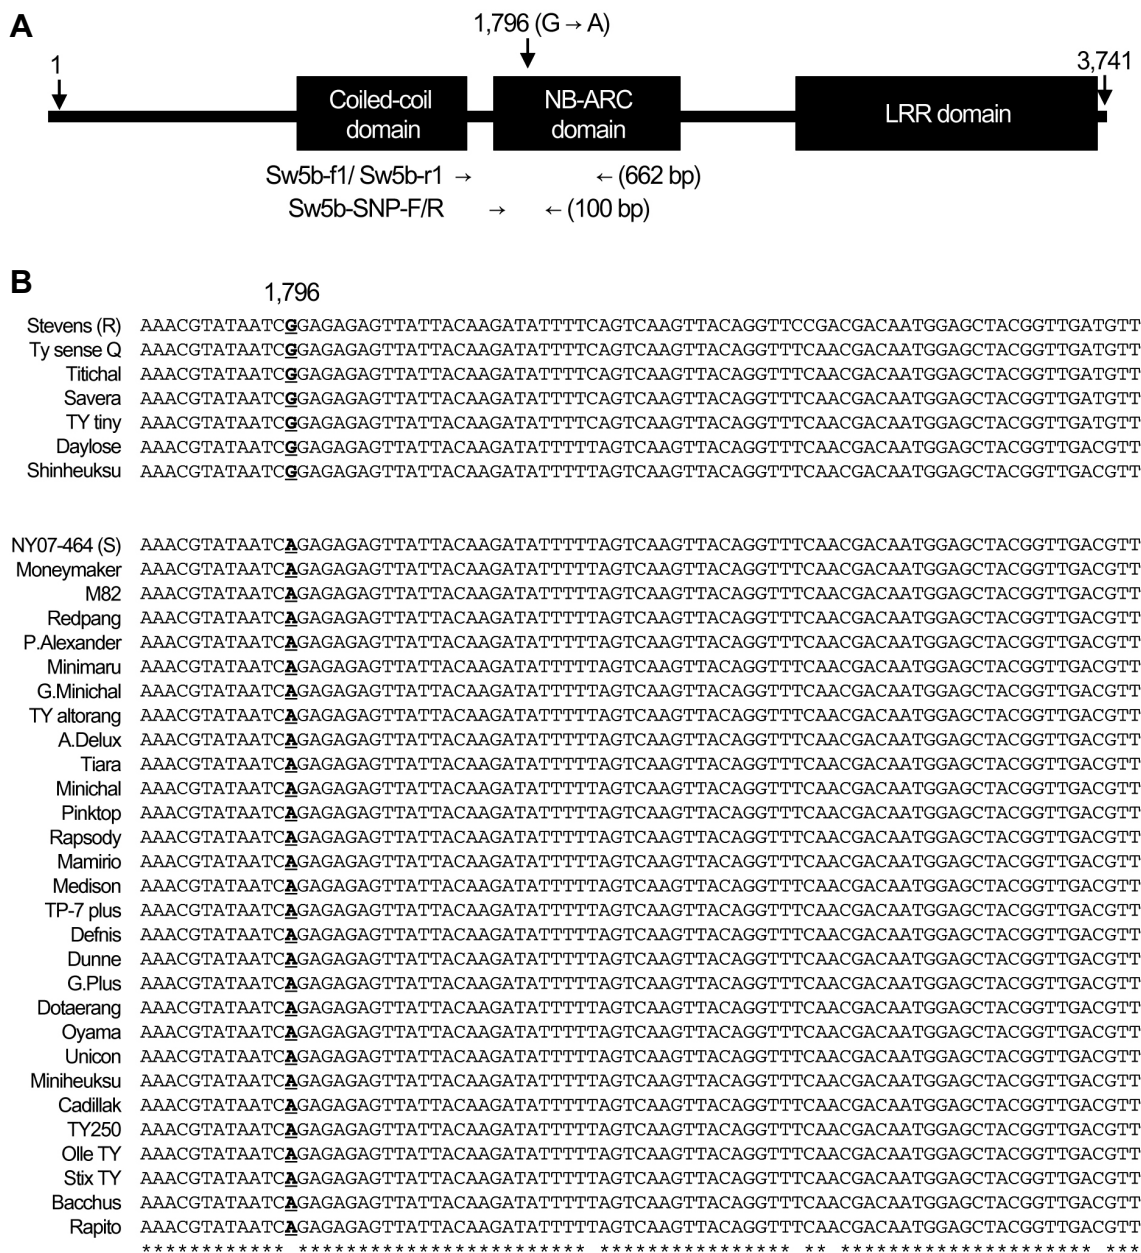 A
1,796 (G → A)
1
3,741
Coiled-coil domain
NB-ARC domain
LRR domain
Sw5b-f1/ Sw5b-r1 → ← (662 bp)
Sw5b-SNP-F/R → ← (100 bp)
B
1,796
Stevens (R) AAACGTATAATCGGAGAGAGTTATTACAAGATATTTTCAGTCAAGTTACAGGTTCCGACGACAATGGAGCTACGGTTGATGTT
Ty sense Q AAACGTATAATCGGAGAGAGTTATTACAAGATATTTTCAGTCAAGTTACAGGTTTCAACGACAATGGAGCTACGGTTGATGTT
Titichal AAACGTATAATCGGAGAGAGTTATTACAAGATATTTTCAGTCAAGTTACAGGTTTCAACGACAATGGAGCTACGGTTGATGTT
Savera AAACGTATAATCGGAGAGAGTTATTACAAGATATTTTCAGTCAAGTTACAGGTTTCAACGACAATGGAGCTACGGTTGATGTT
TY tiny AAACGTATAATCGGAGAGAGTTATTACAAGATATTTTCAGTCAAGTTACAGGTTTCAACGACAATGGAGCTACGGTTGATGTT
Daylose AAACGTATAATCGGAGAGAGTTATTACAAGATATTTTTAGTCAAGTTACAGGTTTCAACGACAATGGAGCTACGGTTGACGTT
Shinheuksu AAACGTATAATCGGAGAGAGTTATTACAAGATATTTTTAGTCAAGTTACAGGTTTCAACGACAATGGAGCTACGGTTGACGTT
NY07-464 (S) AAACGTATAATCAGAGAGAGTTATTACAAGATATTTTTAGTCAAGTTACAGGTTTCAACGACAATGGAGCTACGGTTGACGTT
Moneymaker AAACGTATAATCAGAGAGAGTTATTACAAGATATTTTTAGTCAAGTTACAGGTTTCAACGACAATGGAGCTACGGTTGACGTT
M82 AAACGTATAATCAGAGAGAGTTATTACAAGATATTTTTAGTCAAGTTACAGGTTTCAACGACAATGGAGCTACGGTTGACGTT
Redpang AAACGTATAATCAGAGAGAGTTATTACAAGATATTTTTAGTCAAGTTACAGGTTTCAACGACAATGGAGCTACGGTTGACGTT
P.Alexander AAACGTATAATCAGAGAGAGTTATTACAAGATATTTTTAGTCAAGTTACAGGTTTCAACGACAATGGAGCTACGGTTGACGTT
Minimaru AAACGTATAATCAGAGAGAGTTATTACAAGATATTTTTAGTCAAGTTACAGGTTTCAACGACAATGGAGCTACGGTTGACGTT
G.Minichal AAACGTATAATCAGAGAGAGTTATTACAAGATATTTTTAGTCAAGTTACAGGTTTCAACGACAATGGAGCTACGGTTGACGTT
TY altorang AAACGTATAATCAGAGAGAGTTATTACAAGATATTTTTAGTCAAGTTACAGGTTTCAACGACAATGGAGCTACGGTTGACGTT
A.Delux AAACGTATAATCAGAGAGAGTTATTACAAGATATTTTTAGTCAAGTTACAGGTTTCAACGACAATGGAGCTACGGTTGACGTT
Tiara AAACGTATAATCAGAGAGAGTTATTACAAGATATTTTTAGTCAAGTTACAGGTTTCAACGACAATGGAGCTACGGTTGACGTT
Minichal AAACGTATAATCAGAGAGAGTTATTACAAGATATTTTTAGTCAAGTTACAGGTTTCAACGACAATGGAGCTACGGTTGACGTT
Pinktop AAACGTATAATCAGAGAGAGTTATTACAAGATATTTTTAGTCAAGTTACAGGTTTCAACGACAATGGAGCTACGGTTGACGTT
Rapsody AAACGTATAATCAGAGAGAGTTATTACAAGATATTTTTAGTCAAGTTACAGGTTTCAACGACAATGGAGCTACGGTTGACGTT
Mamirio AAACGTATAATCAGAGAGAGTTATTACAAGATATTTTTAGTCAAGTTACAGGTTTCAACGACAATGGAGCTACGGTTGACGTT
Medison AAACGTATAATCAGAGAGAGTTATTACAAGATATTTTTAGTCAAGTTACAGGTTTCAACGACAATGGAGCTACGGTTGACGTT
TP-7 plus AAACGTATAATCAGAGAGAGTTATTACAAGATATTTTTAGTCAAGTTACAGGTTTCAACGACAATGGAGCTACGGTTGACGTT
Defnis AAACGTATAATCAGAGAGAGTTATTACAAGATATTTTTAGTCAAGTTACAGGTTTCAACGACAATGGAGCTACGGTTGACGTT
Dunne AAACGTATAATCAGAGAGAGTTATTACAAGATATTTTTAGTCAAGTTACAGGTTTCAACGACAATGGAGCTACGGTTGACGTT
G.Plus AAACGTATAATCAGAGAGAGTTATTACAAGATATTTTTAGTCAAGTTACAGGTTTCAACGACAATGGAGCTACGGTTGACGTT
Dotaerang AAACGTATAATCAGAGAGAGTTATTACAAGATATTTTTAGTCAAGTTACAGGTTTCAACGACAATGGAGCTACGGTTGACGTT
Oyama AAACGTATAATCAGAGAGAGTTATTACAAGATATTTTTAGTCAAGTTACAGGTTTCAACGACAATGGAGCTACGGTTGACGTT
Unicon AAACGTATAATCAGAGAGAGTTATTACAAGATATTTTTAGTCAAGTTACAGGTTTCAACGACAATGGAGCTACGGTTGACGTT
Miniheuksu AAACGTATAATCAGAGAGAGTTATTACAAGATATTTTTAGTCAAGTTACAGGTTTCAACGACAATGGAGCTACGGTTGACGTT
Cadillak AAACGTATAATCAGAGAGAGTTATTACAAGATATTTTTAGTCAAGTTACAGGTTTCAACGACAATGGAGCTACGGTTGACGTT
TY250 AAACGTATAATCAGAGAGAGTTATTACAAGATATTTTTAGTCAAGTTACAGGTTTCAACGACAATGGAGCTACGGTTGACGTT
Olle TY AAACGTATAATCAGAGAGAGTTATTACAAGATATTTTTAGTCAAGTTACAGGTTTCAACGACAATGGAGCTACGGTTGACGTT
Stix TY AAACGTATAATCAGAGAGAGTTATTACAAGATATTTTTAGTCAAGTTACAGGTTTCAACGACAATGGAGCTACGGTTGACGTT
Bacchus AAACGTATAATCAGAGAGAGTTATTACAAGATATTTTTAGTCAAGTTACAGGTTTCAACGACAATGGAGCTACGGTTGACGTT
Rapito AAACGTATAATCAGAGAGAGTTATTACAAGATATTTTTAGTCAAGTTACAGGTTTCAACGACAATGGAGCTACGGTTGACGTT
************ ************************ **************** ** ********************* ***